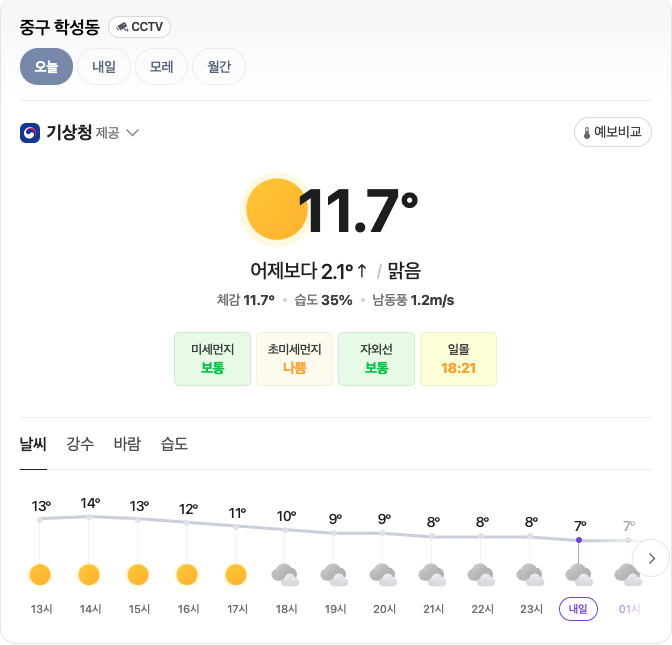 중구 학성동 CCTV
오늘 내일 모레 월간
기상청 제공 예보비교
11.7°
어제보다 2.1°↑ / 맑음
체감 11.7° • 습도 35% • 남동풍 1.2m/s
미세먼지 초미세먼지 자외선 일몰
보통 나쁨 보통 18:21
날씨 강수 바람 습도
13° 14° 13° 12° 11° 10° 9° 9° 8° 8° 8° 7° 7°
13시 14시 15시 16시 17시 18시 19시 20시 21시 22시 23시 내일 01시